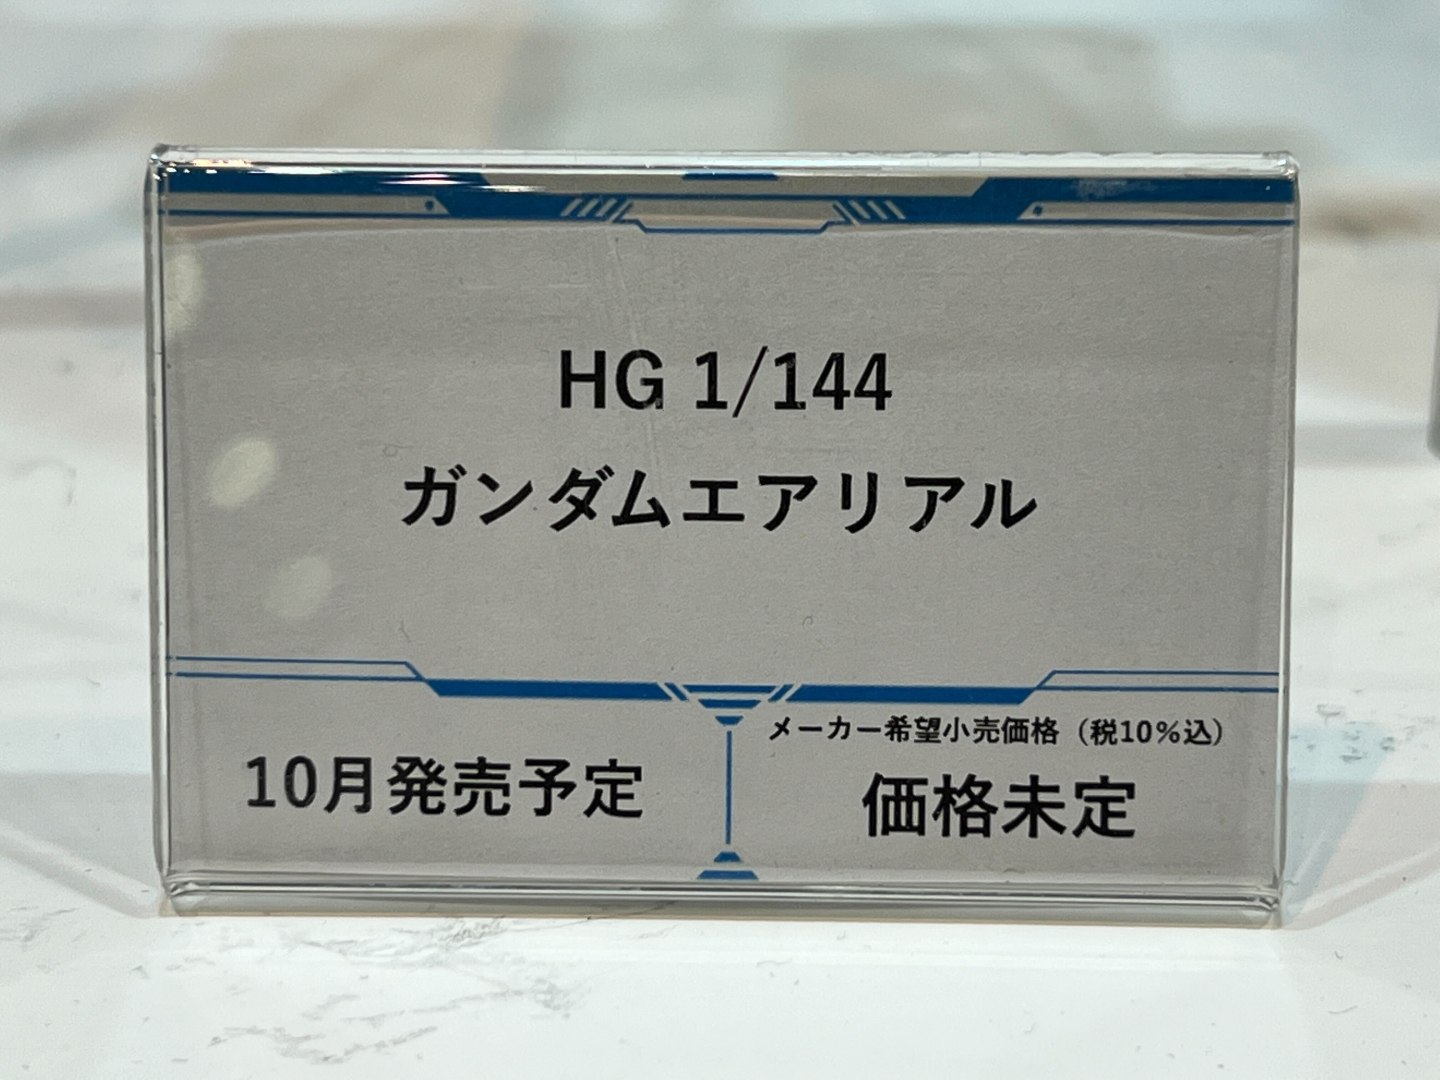 HG 1/144
ガンダムエアリアル
10月発売予定
メーカー希望小売価格（税10%込）
価格未定